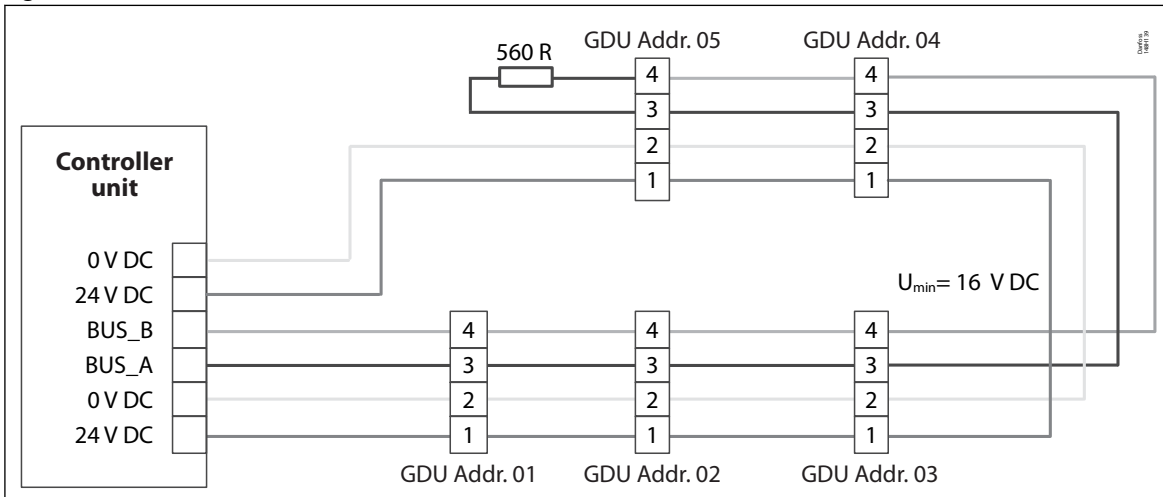 GDU Addr. 05
GDU Addr. 04
560 R
4
4
3
3
2
2
1
1
Controller
unit
0 V DC
24 V DC
BUS_B
BUS_A
0 V DC
24 V DC
Umin= 16 V DC
4
4
4
3
3
3
2
2
2
1
1
1
GDU Addr. 01
GDU Addr. 02
GDU Addr. 03
Danfoss